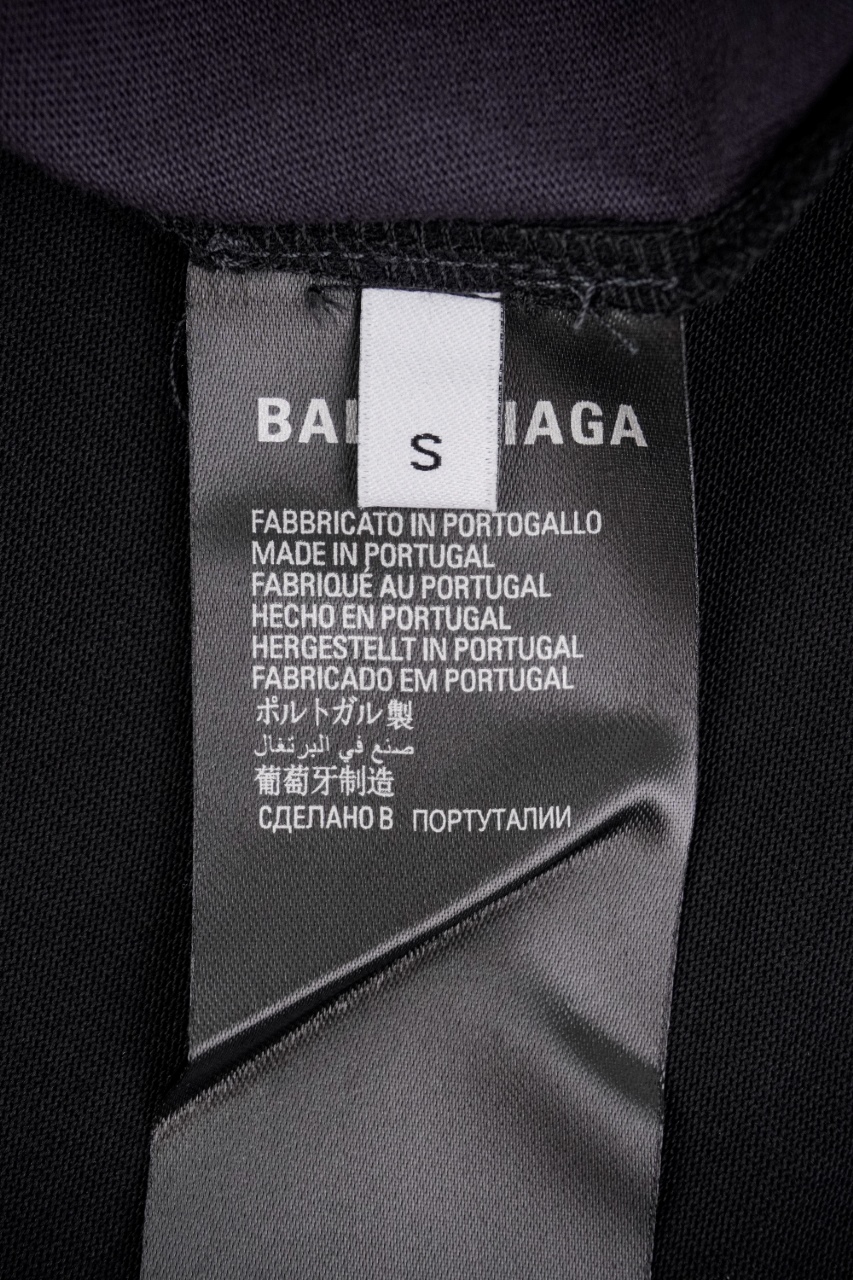 BAL IAGA
S
FABBRICATO IN PORTOGALLO
MADE IN PORTUGAL
FABRIQUÉ AU PORTUGAL
HECHO EN PORTUGAL
HERGESTELLT IN PORTUGAL
FABRICADO EM PORTUGAL
ポルトガル製
صنع في البرتغال
葡萄牙制造
СДЕЛАНО В ПОРТУТАЛИИ